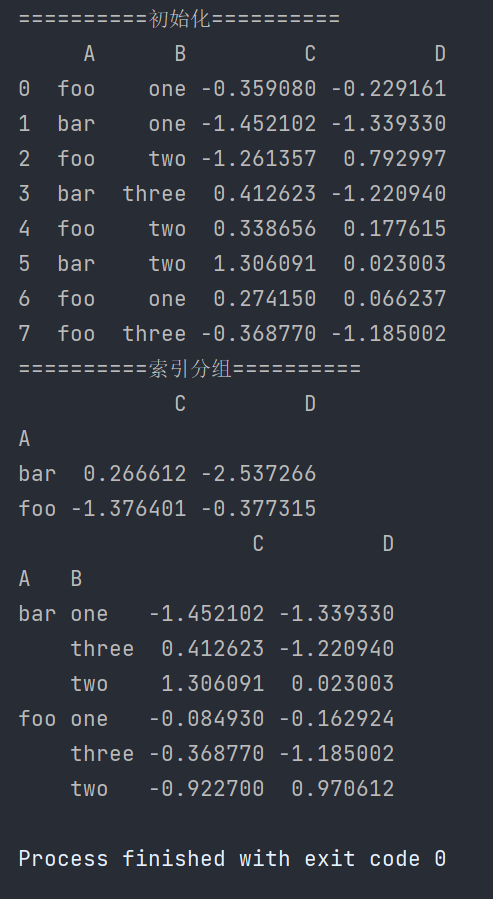 ==========初始化==========
     A      B         C         D
0  foo    one -0.359080 -0.229161
1  bar    one -1.452102 -1.339330
2  foo    two -1.261357  0.792997
3  bar  three  0.412623 -1.220940
4  foo    two  0.338656  0.177615
5  bar    two  1.306091  0.023003
6  foo    one  0.274150  0.066237
7  foo  three -0.368770 -1.185002
==========索引分组==========
            C         D
A
bar  0.266612 -2.537266
foo -1.376401 -0.377315
                  C         D
A   B
bar one   -1.452102 -1.339330
    three  0.412623 -1.220940
    two    1.306091  0.023003
foo one   -0.084930 -0.162924
    three -0.368770 -1.185002
    two   -0.922700  0.970612
Process finished with exit code 0